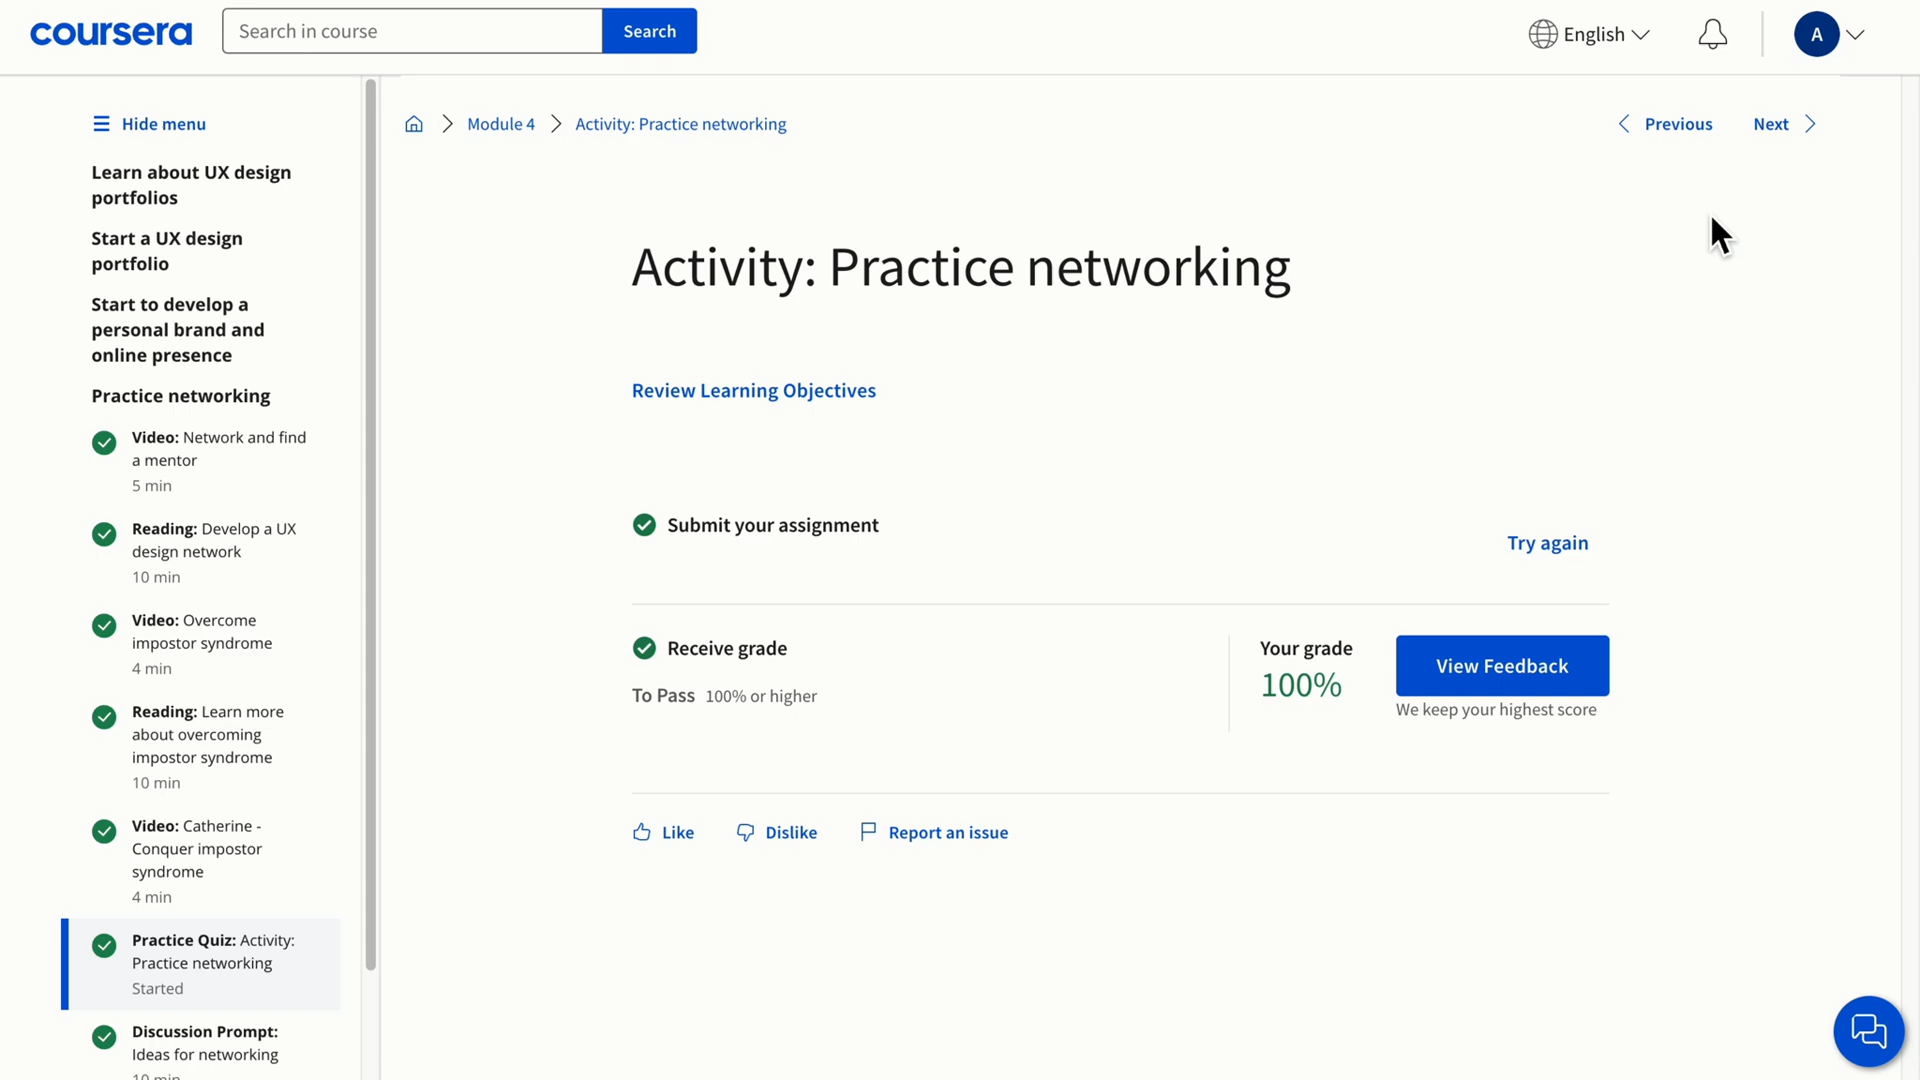 coursera
Search in course
Search
English
A
Hide menu
Learn about UX design
portfolios
Start a UX design
portfolio
Start to develop a
personal brand and
online presence
Practice networking
Video: Network and find
a mentor
5 min
Reading: Develop a UX
design network
10 min
Video: Overcome
impostor syndrome
4 min
Reading: Learn more
about overcoming
impostor syndrome
10 min
Video: Catherine -
Conquer impostor
syndrome
4 min
Practice Quiz: Activity:
Practice networking
Started
Discussion Prompt:
Ideas for networking
10 min
Module 4
Activity: Practice networking
Previous
Next
Activity: Practice networking
Review Learning Objectives
Submit your assignment
Try again
Receive grade
To Pass 100% or higher
Your grade
100%
View Feedback
We keep your highest score
Like
Dislike
Report an issue